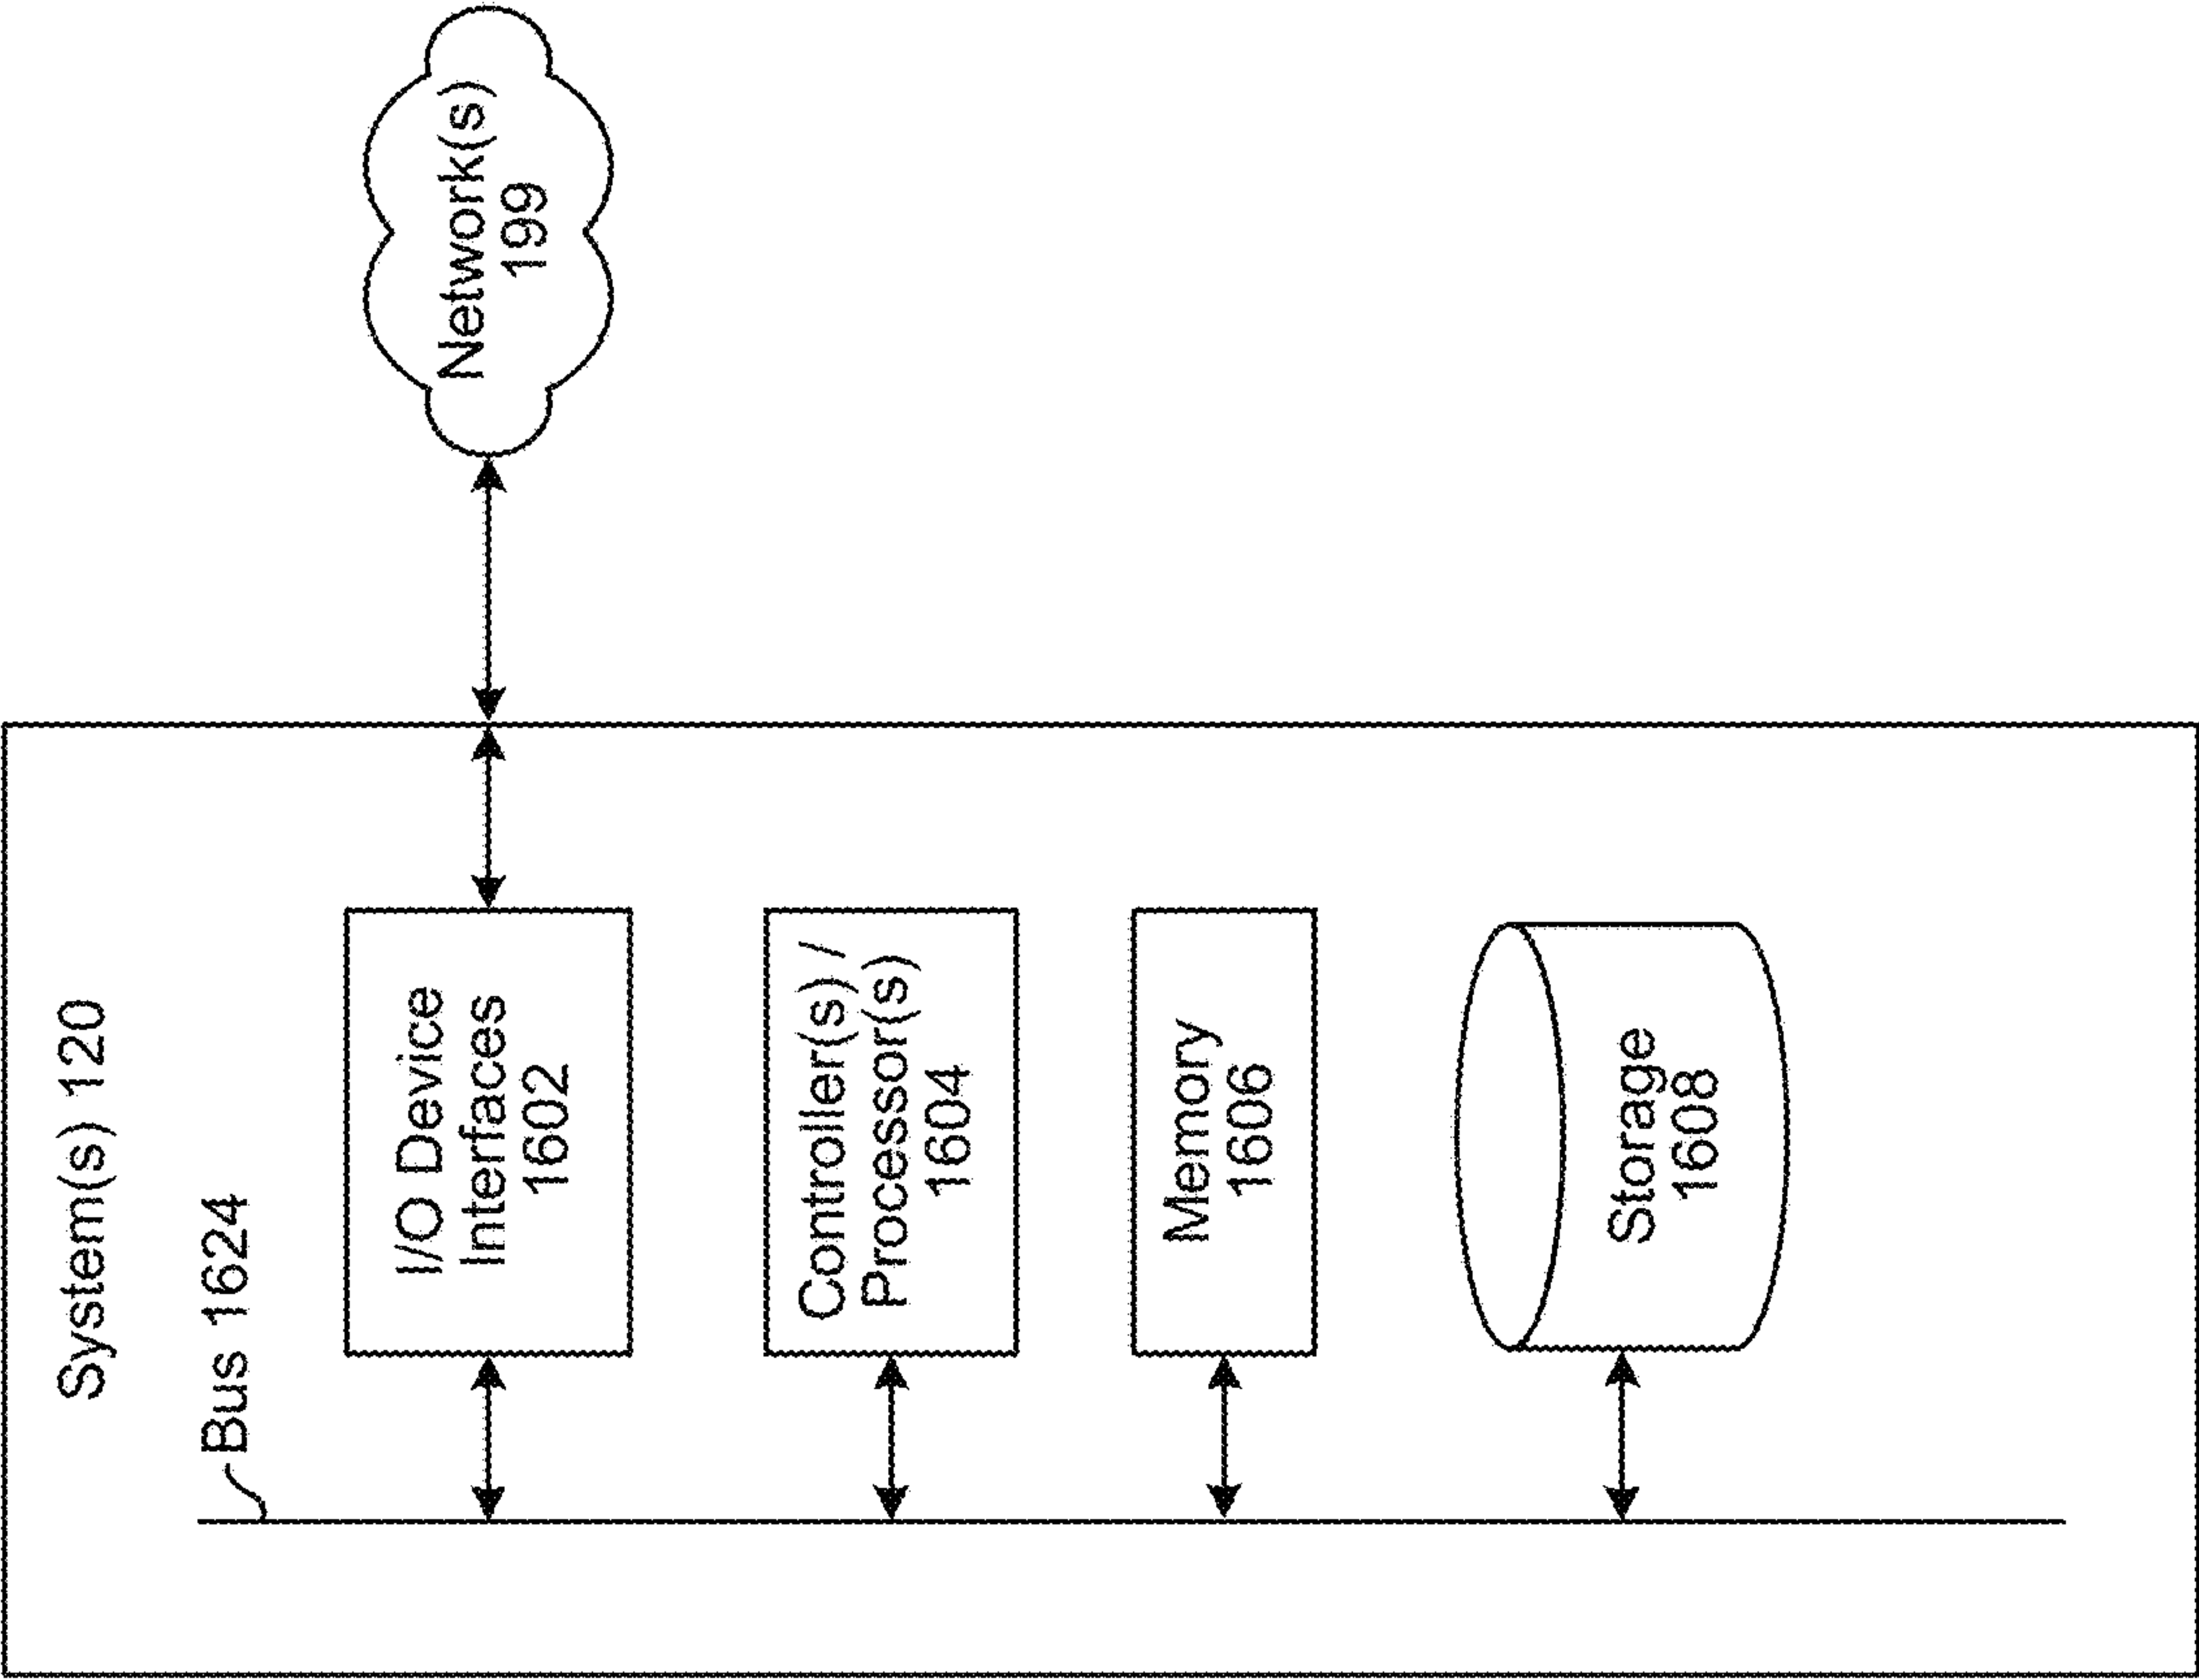 System(s) 120
Bus 1624
I/O Device
Interfaces
1602
Network(s)
199
Controller(s) /
Processor(s)
1604
Memory
1606
Storage
1608